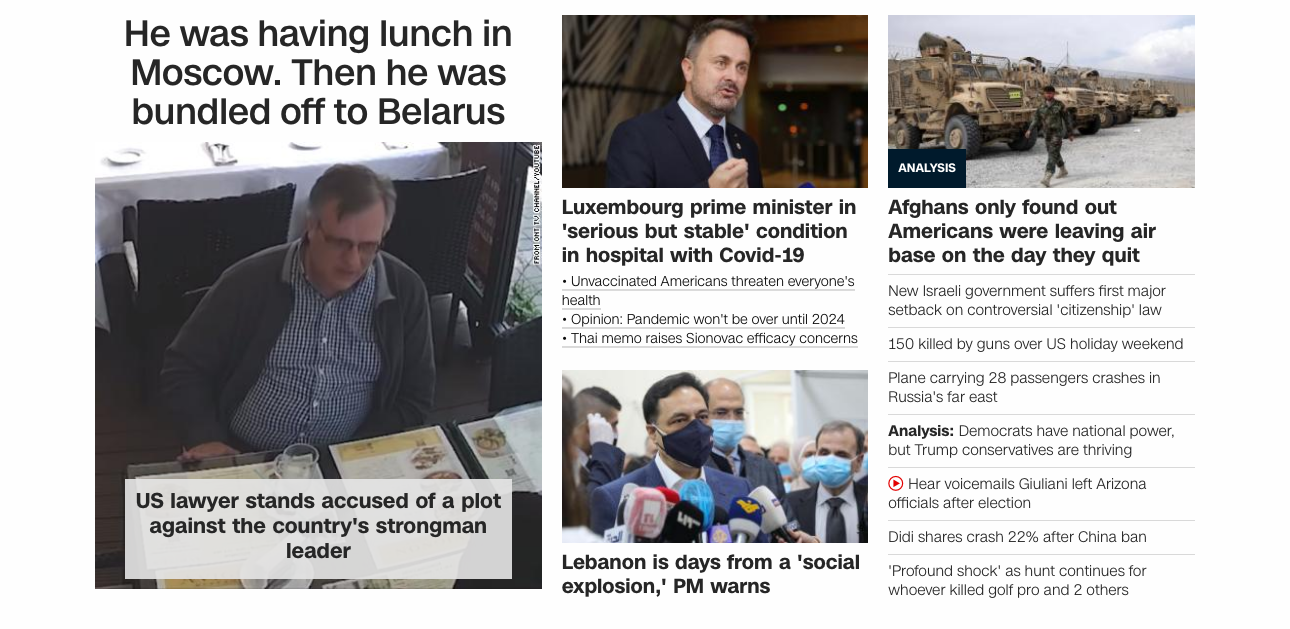 He was having lunch in
Moscow. Then he was
bundled off to Belarus
FROM ONT TV CHANNEL/YOUTUBE
US lawyer stands accused of a plot
against the country's strongman
leader
Luxembourg prime minister in
'serious but stable' condition
in hospital with Covid-19
• Unvaccinated Americans threaten everyone's
health
• Opinion: Pandemic won't be over until 2024
• Thai memo raises Sionovac efficacy concerns
Lebanon is days from a 'social
explosion,' PM warns
ANALYSIS
Afghans only found out
Americans were leaving air
base on the day they quit
New Israeli government suffers first major
setback on controversial 'citizenship' law
150 killed by guns over US holiday weekend
Plane carrying 28 passengers crashes in
Russia's far east
Analysis: Democrats have national power,
but Trump conservatives are thriving
Hear voicemails Giuliani left Arizona
officials after election
Didi shares crash 22% after China ban
'Profound shock' as hunt continues for
whoever killed golf pro and 2 others